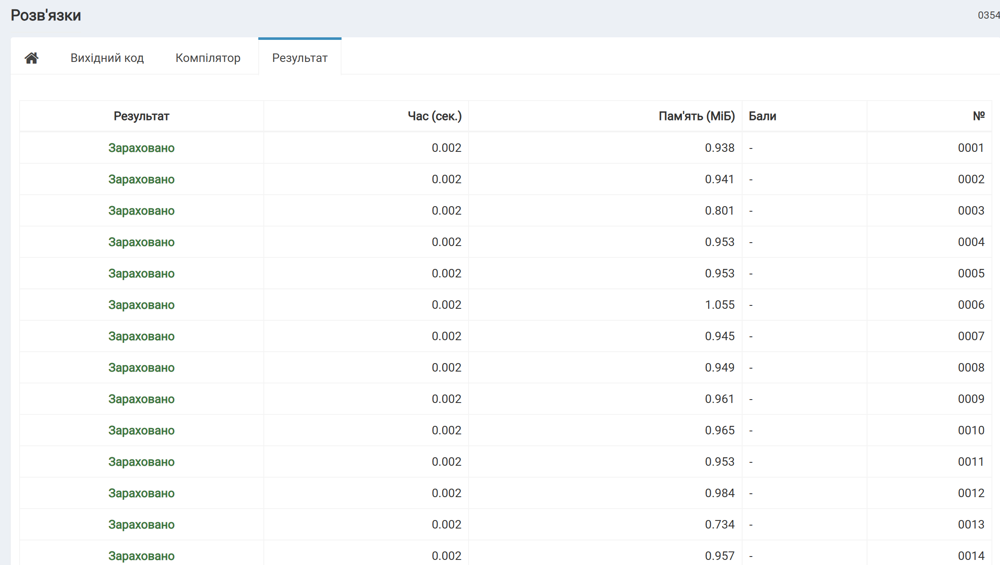 Розв'язки 0354
Вихідний код Компілятор Результат
Результат Час (сек.) Пам'ять (МіБ) Бали №
Зараховано 0.002 0.938 - 0001
Зараховано 0.002 0.941 - 0002
Зараховано 0.002 0.801 - 0003
Зараховано 0.002 0.953 - 0004
Зараховано 0.002 0.953 - 0005
Зараховано 0.002 1.055 - 0006
Зараховано 0.002 0.945 - 0007
Зараховано 0.002 0.949 - 0008
Зараховано 0.002 0.961 - 0009
Зараховано 0.002 0.965 - 0010
Зараховано 0.002 0.953 - 0011
Зараховано 0.002 0.984 - 0012
Зараховано 0.002 0.734 - 0013
Зараховано 0.002 0.957 - 0014